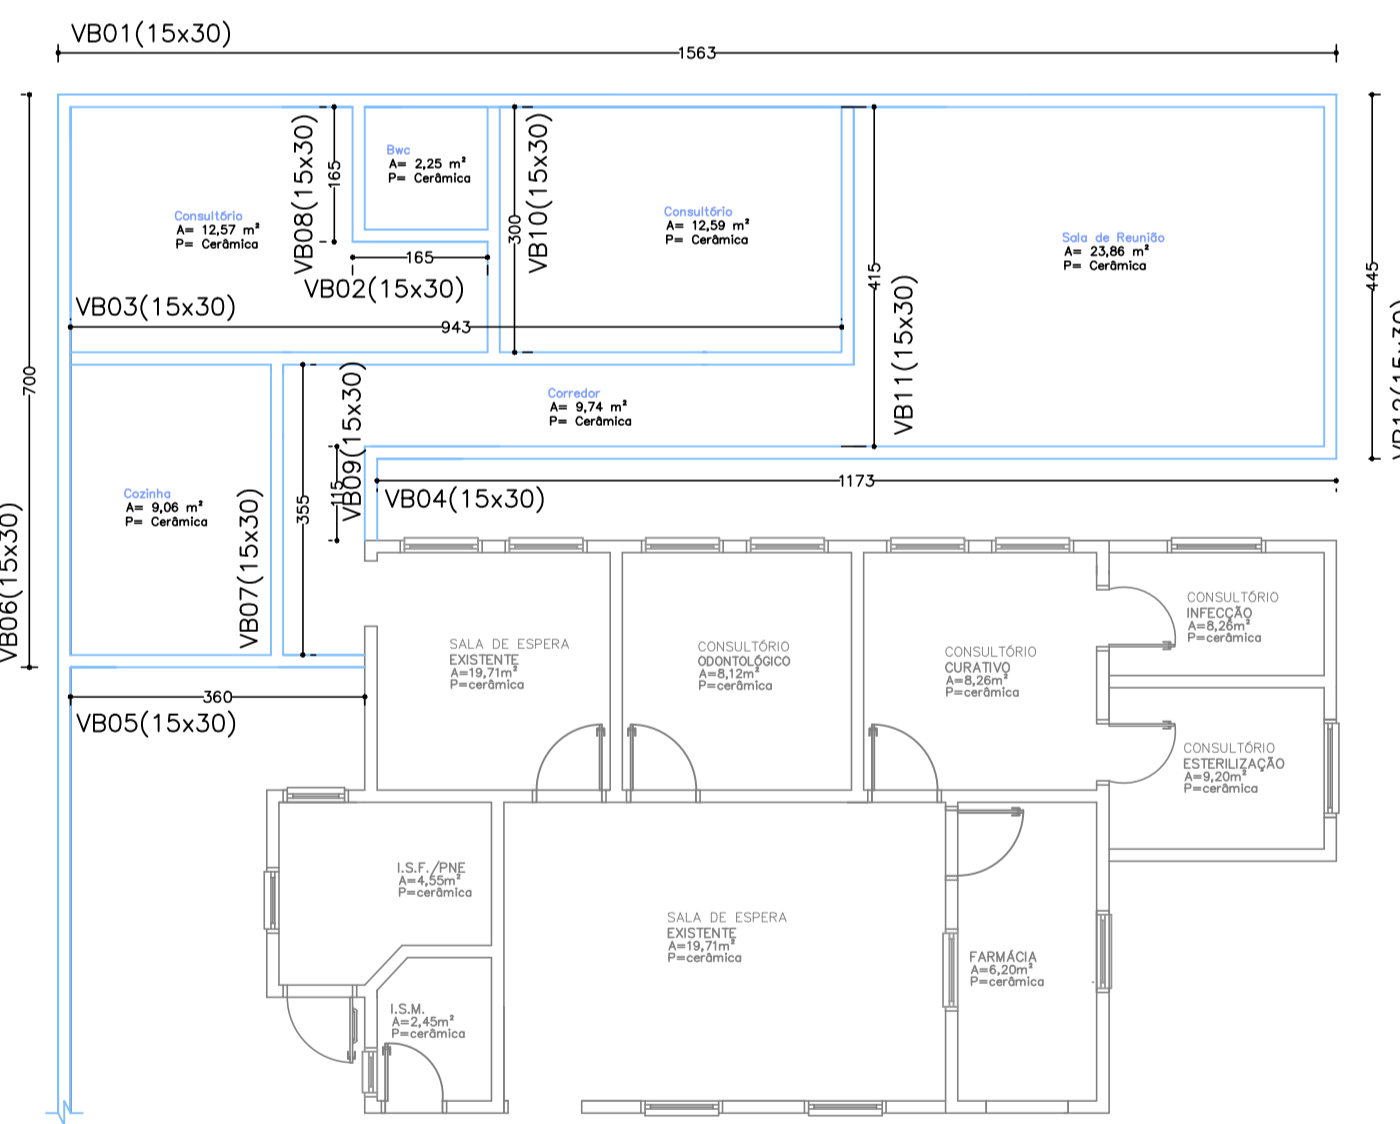 VB01(15x30)
1563
Bwc
A= 2,25 m²
P= Cerâmica
VB08(15x30)
165
Consultório
A= 12,57 m²
P= Cerâmica
165
VB02(15x30)
300
VB10(15x30)
Consultório
A= 12,59 m²
P= Cerâmica
Sala de Reunião
A= 23,86 m²
P= Cerâmica
415
445
VB03(15x30)
943
VB11(15x30)
VB12(15x30)
700
Corredor
A= 9,74 m²
P= Cerâmica
VB09(15x30)
115
1173
VB04(15x30)
Cozinha
A= 9,06 m²
P= Cerâmica
VB07(15x30)
355
VB06(15x30)
360
VB05(15x30)
SALA DE ESPERA
EXISTENTE
A=19,71m²
P=cerâmica
CONSULTÓRIO
ODONTOLÓGICO
A=8,12m²
P=cerâmica
CONSULTÓRIO
CURATIVO
A=8,26m²
P=cerâmica
CONSULTÓRIO
INFECÇÃO
A=8,26m²
P=cerâmica
CONSULTÓRIO
ESTERILIZAÇÃO
A=9,20m²
P=cerâmica
I.S.F./PNE
A=4,55m²
P=cerâmica
SALA DE ESPERA
EXISTENTE
A=19,71m²
P=cerâmica
FARMÁCIA
A=6,20m²
P=cerâmica
I.S.M.
A=2,45m²
P=cerâmica